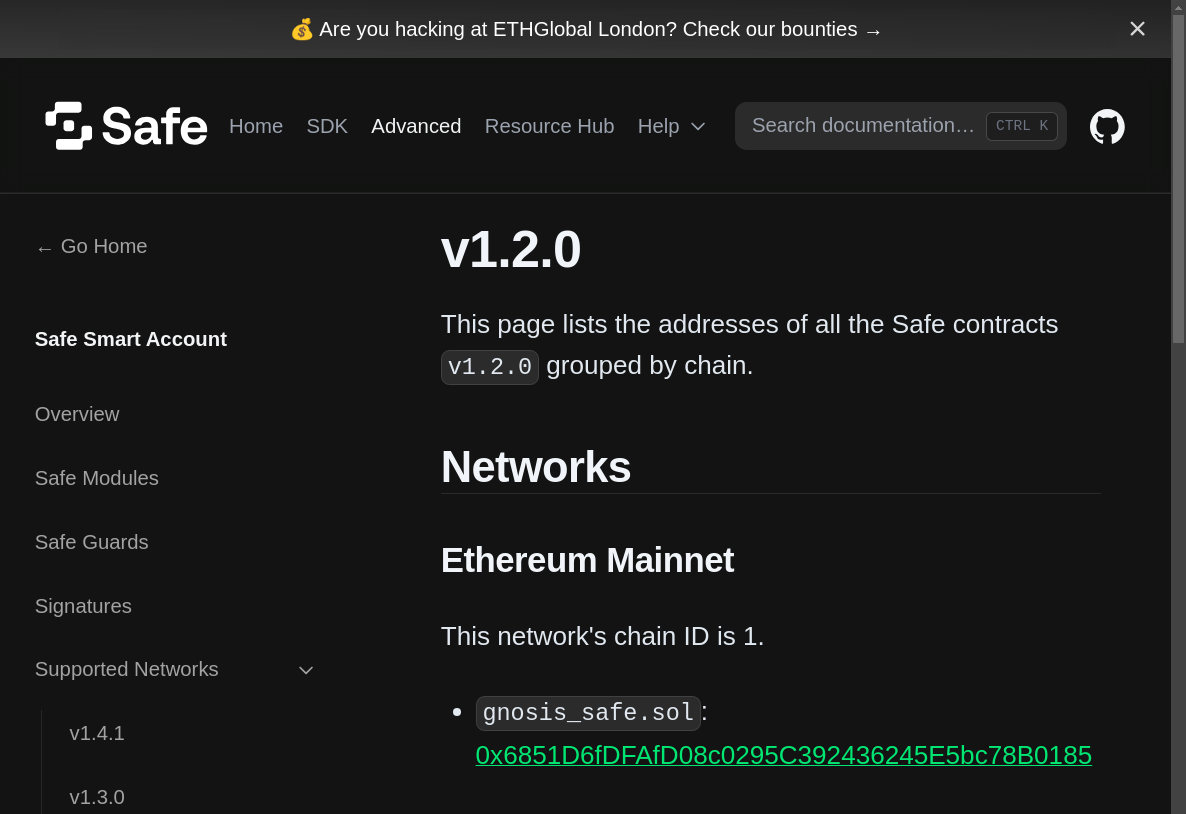 💰 Are you hacking at ETHGlobal London? Check our bounties →
Safe
Home SDK Advanced Resource Hub Help
Search documentation… CTRL K
← Go Home
Safe Smart Account
Overview
Safe Modules
Safe Guards
Signatures
Supported Networks
v1.4.1
v1.3.0
v1.2.0
This page lists the addresses of all the Safe contracts
v1.2.0 grouped by chain.
Networks
Ethereum Mainnet
This network's chain ID is 1.
gnosis_safe.sol:
0x6851D6fDFAfD08c0295C392436245E5bc78B0185